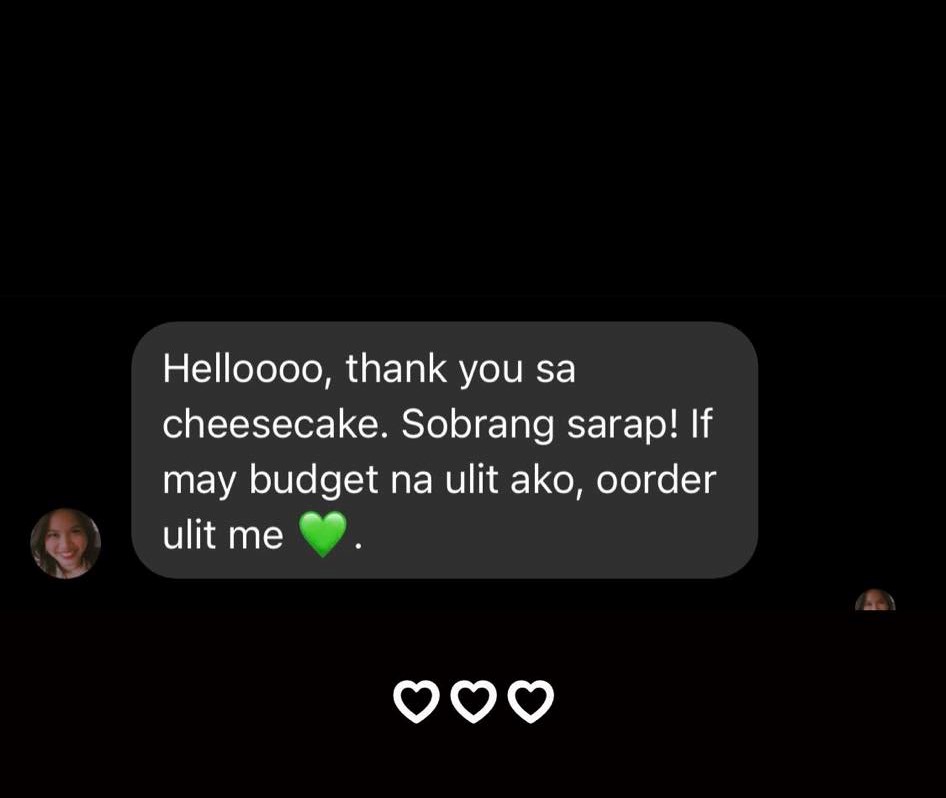 Helloooo, thank you sa
cheesecake. Sobrang sarap! If
may budget na ulit ako, oorder
ulit me 💚.
♡♡♡